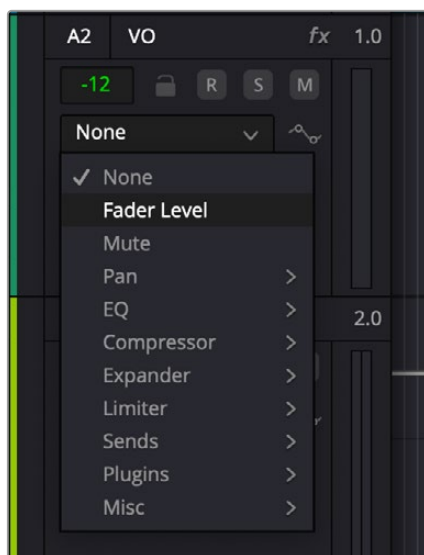 A2 VO fx 1.0
-12 R S M
None
None
Fader Level
Mute
Pan
EQ
2.0
Compressor
Expander
Limiter
Sends
Plugins
Misc